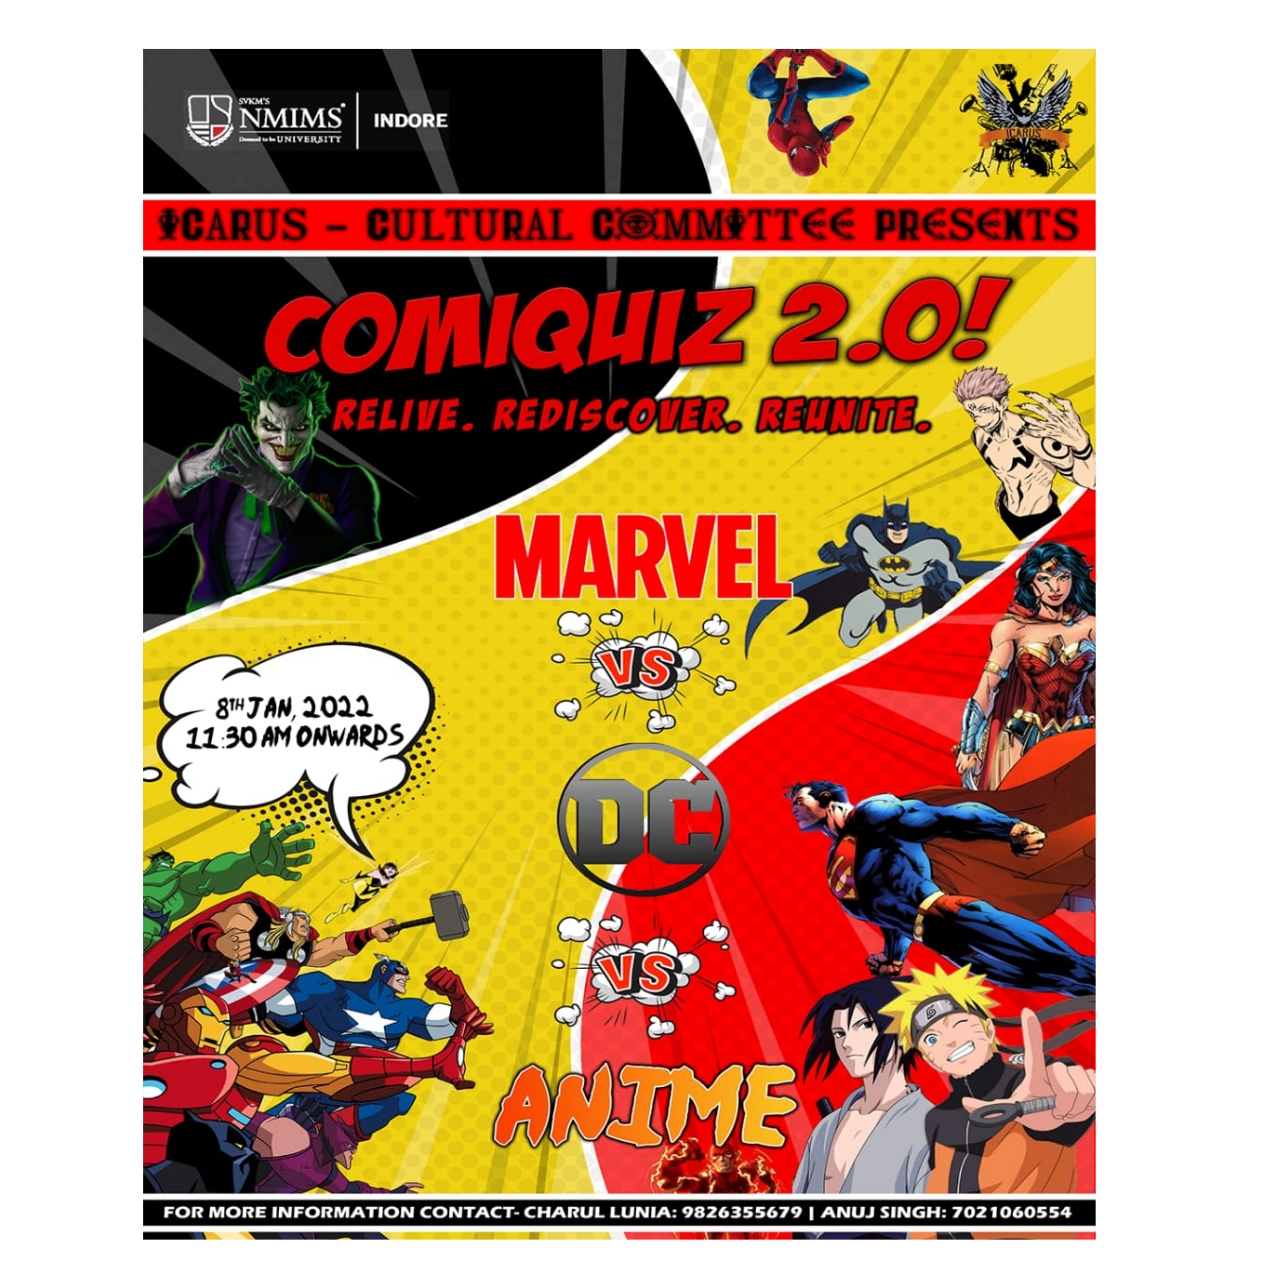 SVKM'S
NMIMS
Deemed to be UNIVERSITY
INDORE
ICARUS
ICARUS - CULTURAL COMMITTEE PRESENTS
COMIQUIZ 2.0!
RELIVE. REDISCOVER. REUNITE.
MARVEL
VS
8TH JAN, 2022
11:30 AM ONWARDS
DC
VS
ANIME
FOR MORE INFORMATION CONTACT- CHARUL LUNIA: 9826355679 | ANUJ SINGH: 7021060554